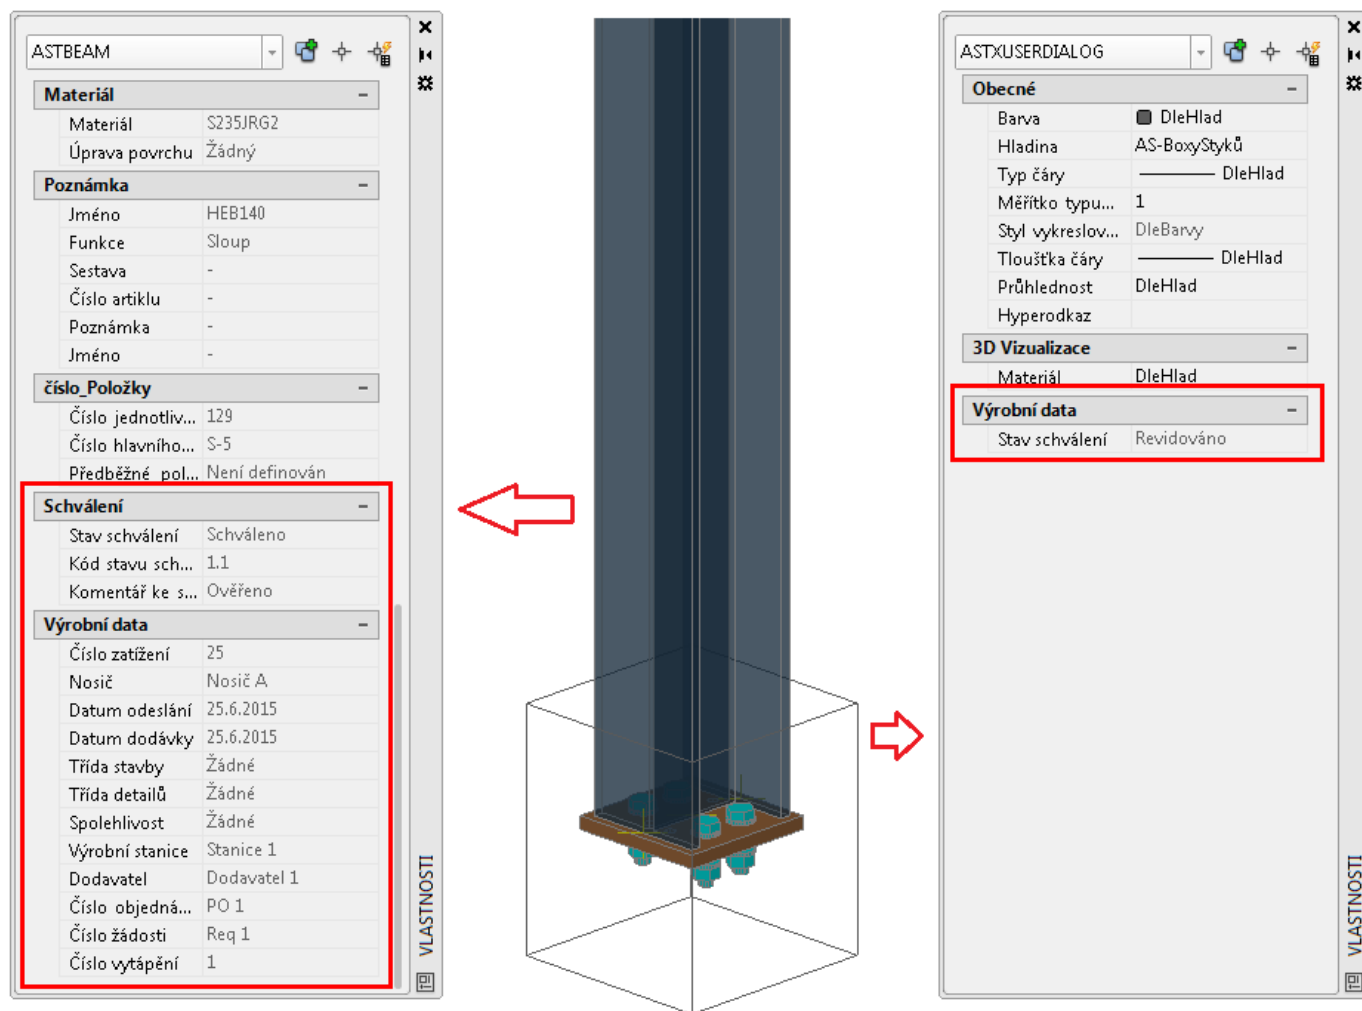 ASTBEAM
Materiál
Materiál S235JRG2
Úprava povrchu Žádný
Poznámka
Jméno HEB140
Funkce Sloup
Sestava -
Číslo artiklu -
Poznámka -
Jméno -
číslo_Položky
Číslo jednotliv... 129
Číslo hlavního... S-5
Předběžné pol... Není definován
Schválení
Stav schválení Schváleno
Kód stavu sch... 1.1
Komentář ke s... Ověřeno
Výrobní data
Číslo zatížení 25
Nosič Nosič A
Datum odeslání 25.6.2015
Datum dodávky 25.6.2015
Třída stavby Žádné
Třída detailů Žádné
Spolehlivost Žádné
Výrobní stanice Stanice 1
Dodavatel Dodavatel 1
Číslo objedná... PO 1
Číslo žádosti Req 1
Číslo vytápění 1
VLASTNOSTI
ASTXUSERDIALOG
Obecné
Barva DleHlad
Hladina AS-BoxyStyků
Typ čáry DleHlad
Měřítko typu... 1
Styl vykreslov... DleBarvy
Tloušťka čáry DleHlad
Průhlednost DleHlad
Hyperodkaz
3D Vizualizace
Materiál DleHlad
Výrobní data
Stav schválení Revidováno
VLASTNOSTI